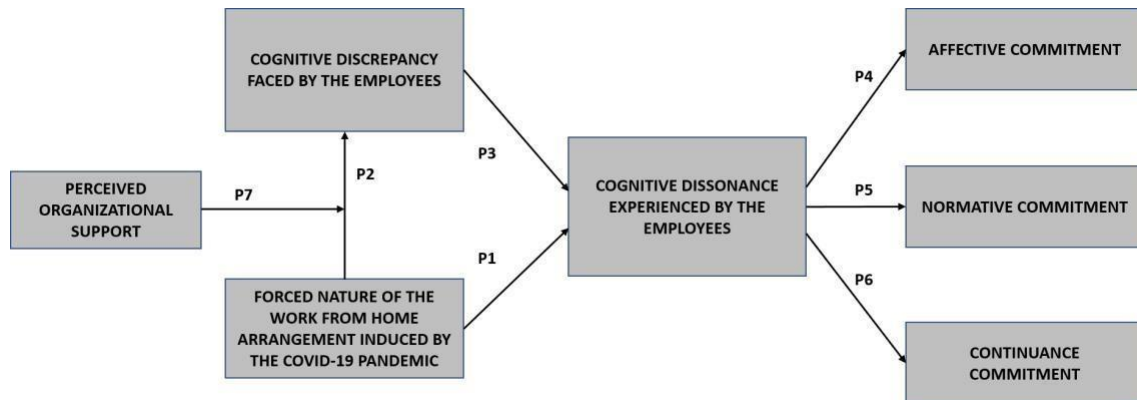 COGNITIVE DISCREPANCY
FACED BY THE EMPLOYEES
AFFECTIVE COMMITMENT
P4
P3
P2
PERCEIVED
ORGANIZATIONAL
SUPPORT
P7
COGNITIVE DISSONANCE
EXPERIENCED BY THE
EMPLOYEES
P5
NORMATIVE COMMITMENT
P1
P6
FORCED NATURE OF THE
WORK FROM HOME
ARRANGEMENT INDUCED BY
THE COVID-19 PANDEMIC
CONTINUANCE
COMMITMENT